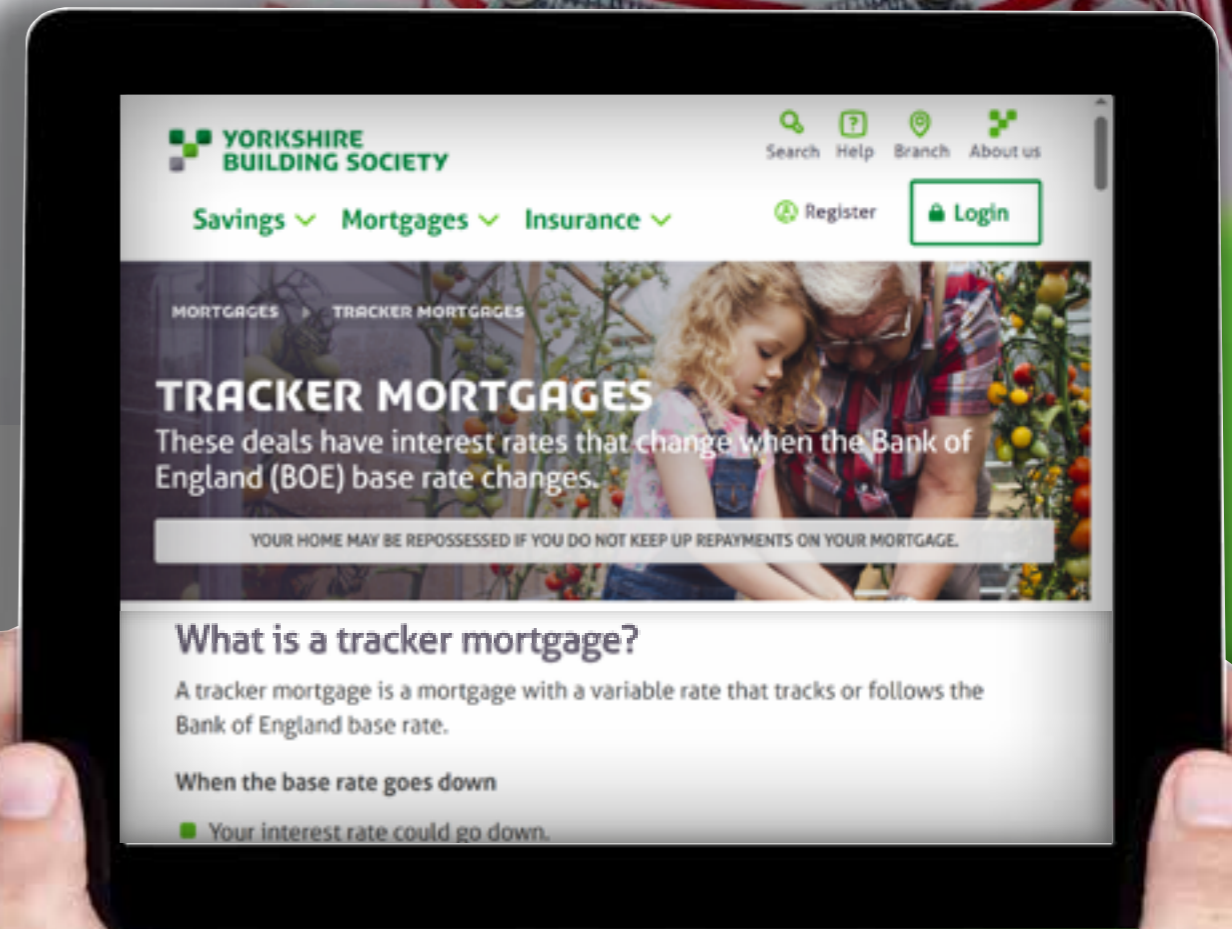 YORKSHIRE
BUILDING SOCIETY
Search Help Branch About us
Savings Mortgages Insurance
Register
Login
MORTGAGES TRACKER MORTGAGES
TRACKER MORTGAGES
These deals have interest rates that change when the Bank of
England (BOE) base rate changes.
YOUR HOME MAY BE REPOSSESSED IF YOU DO NOT KEEP UP REPAYMENTS ON YOUR MORTGAGE.
What is a tracker mortgage?
A tracker mortgage is a mortgage with a variable rate that tracks or follows the
Bank of England base rate.
When the base rate goes down
Your interest rate could go down.